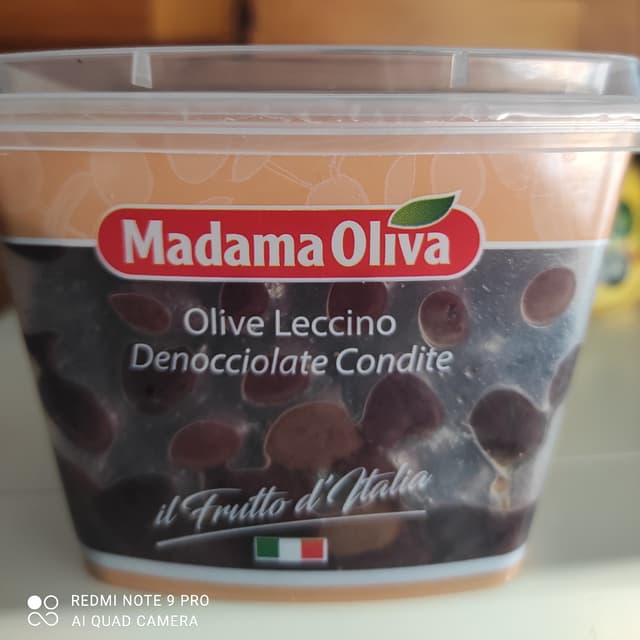 Madama Oliva
Olive Leccino
Denocciolate Condite
il Frutto d'Italia
REDMI NOTE 9 PRO
AI QUAD CAMERA